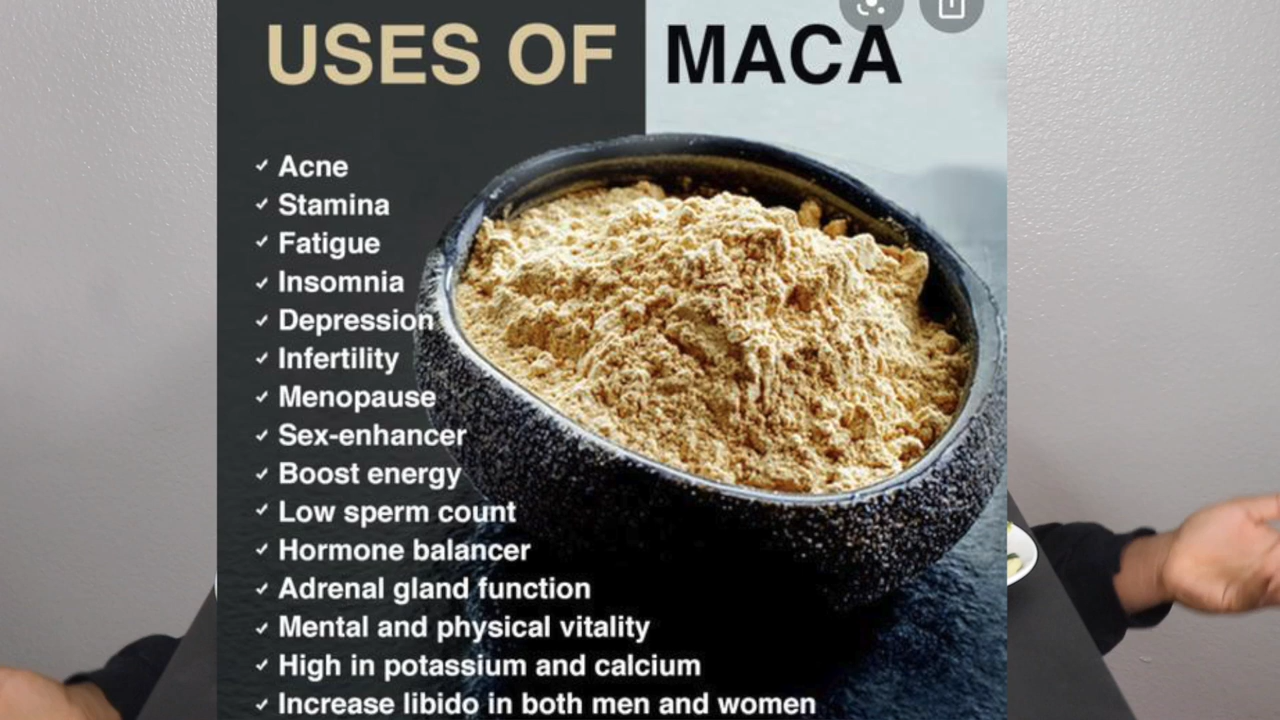 USES OF MACA
Acne
Stamina
Fatigue
Insomnia
Depression
Infertility
Menopause
Sex-enhancer
Boost energy
Low sperm count
Hormone balancer
Adrenal gland function
Mental and physical vitality
High in potassium and calcium
Increase libido in both men and women